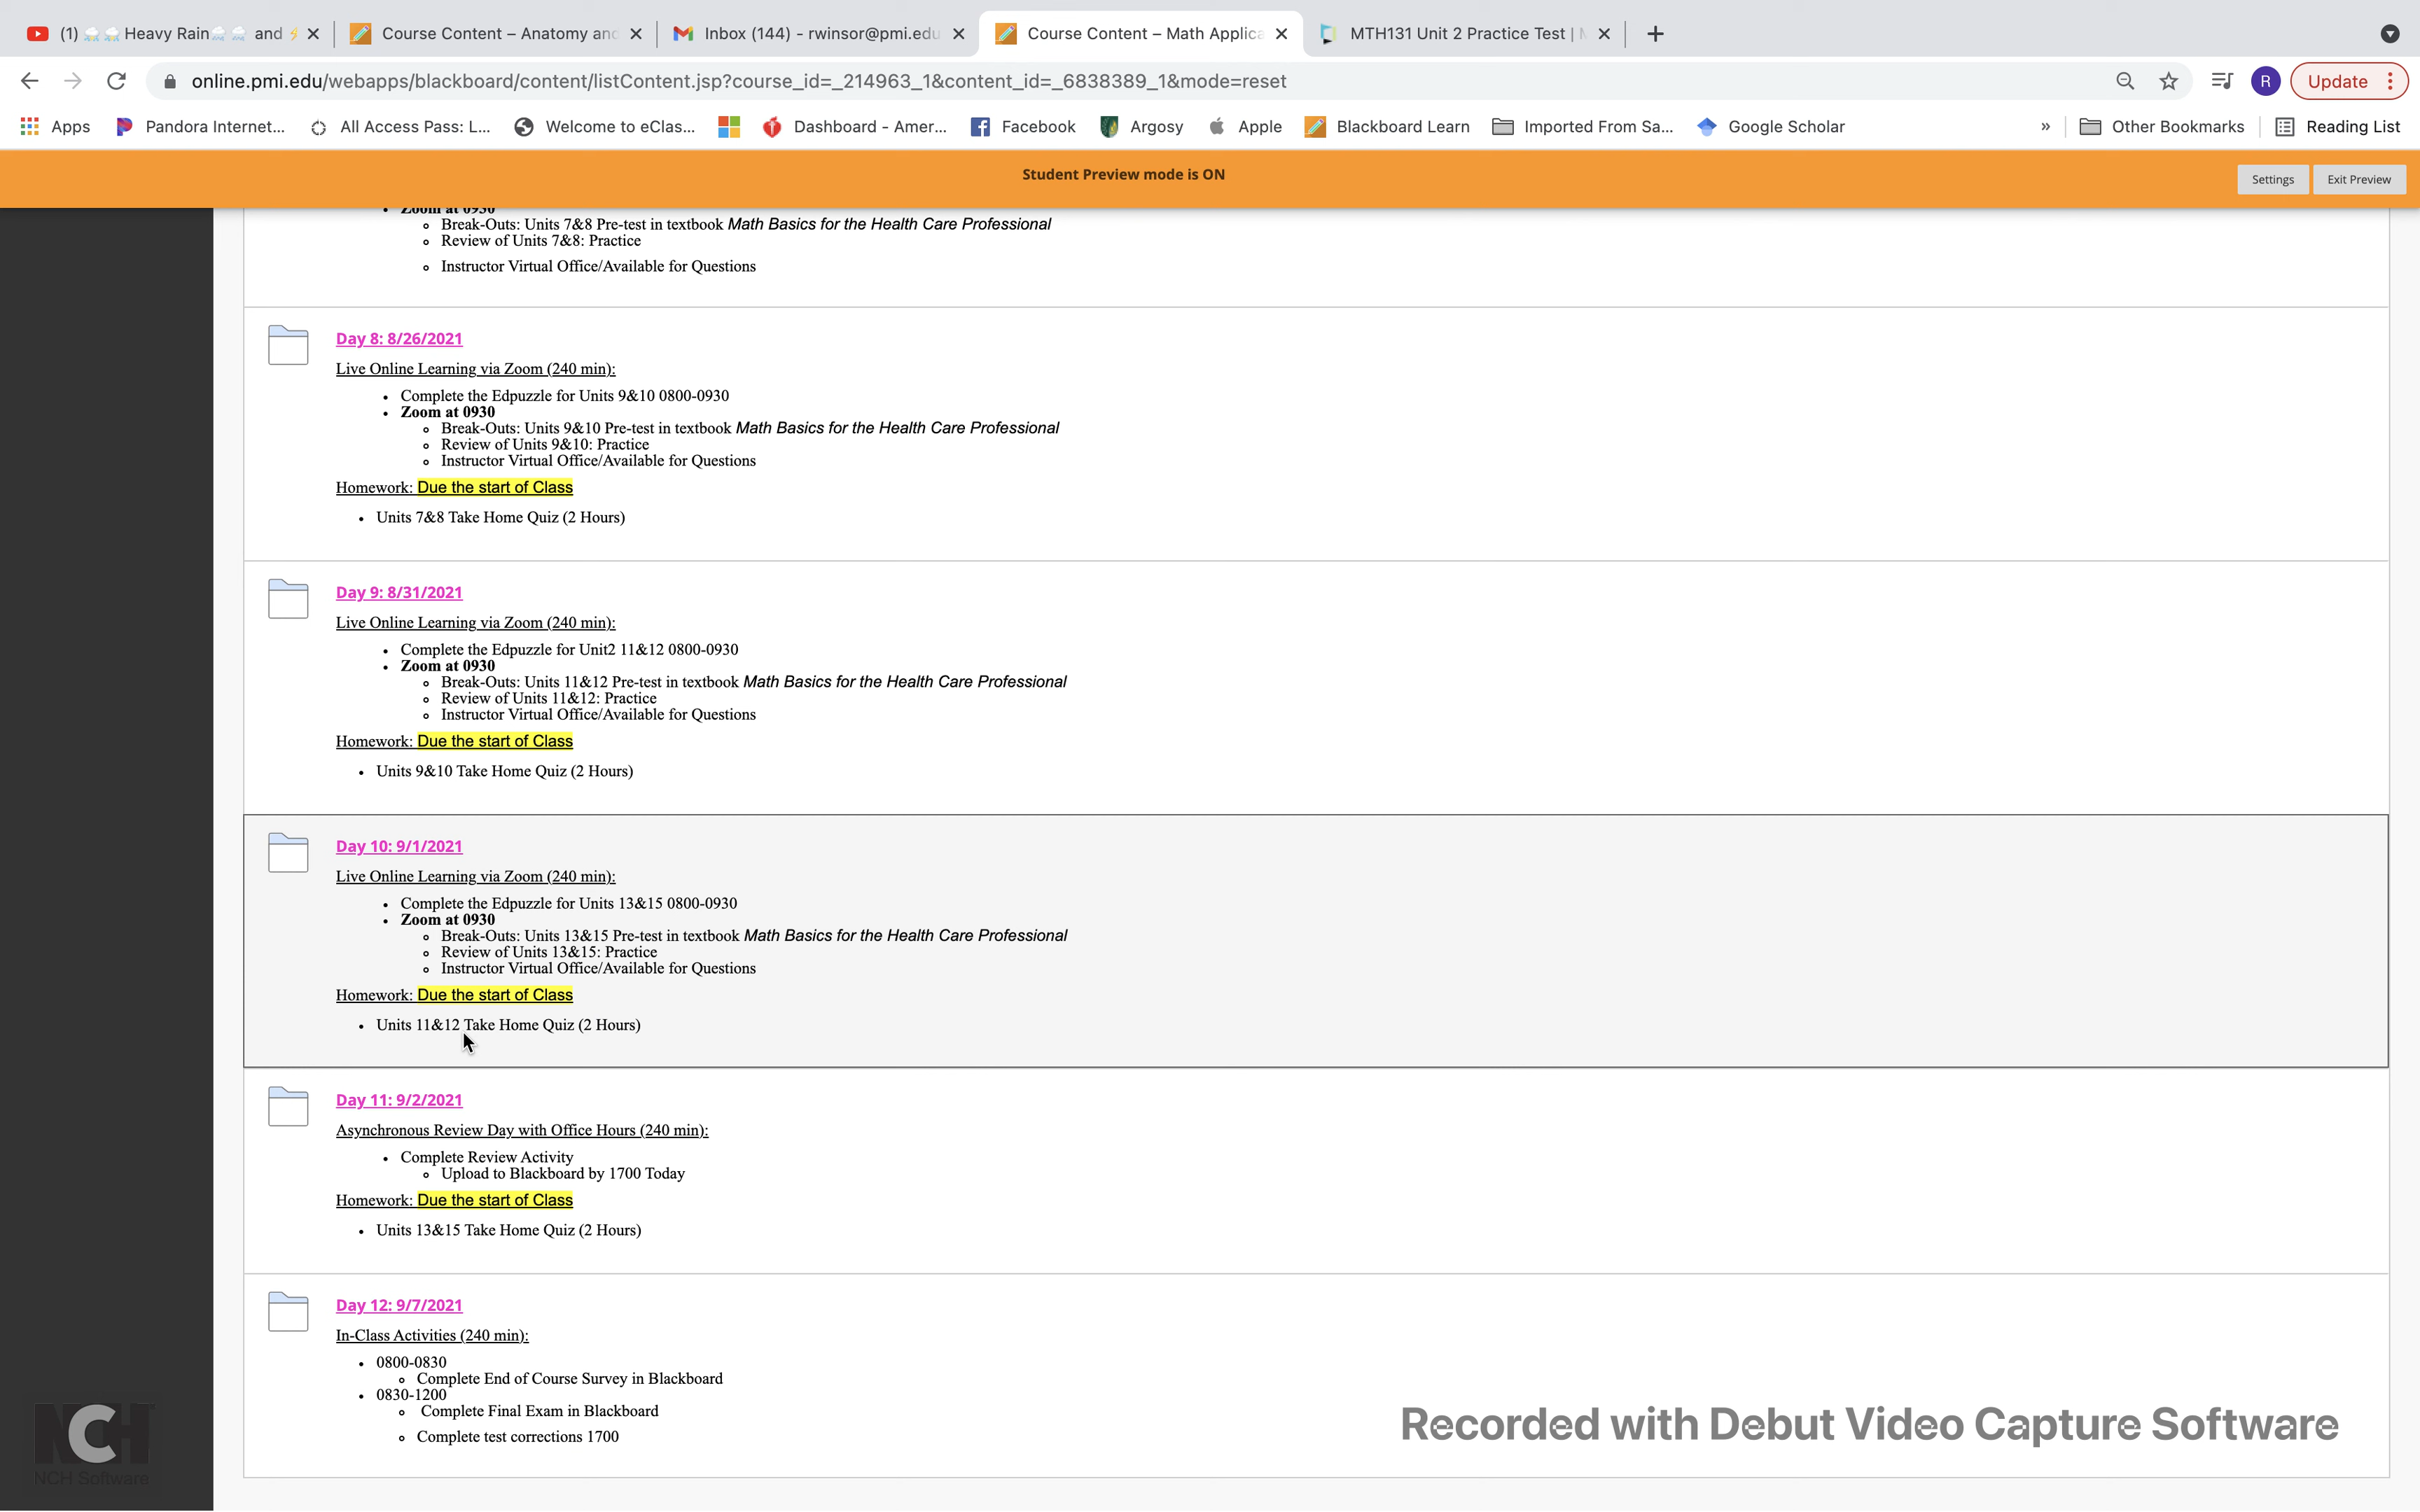 (1) Heavy Rain and
Course Content – Anatomy and
Inbox (144) - rwinsor@pmi.edu
Course Content – Math Applica
MTH131 Unit 2 Practice Test |
online.pmi.edu/webapps/blackboard/content/listContent.jsp?course_id=_214963_1&content_id=_6838389_1&mode=reset
R
Update
Apps
Pandora Internet...
All Access Pass: L...
Welcome to eClas...
Dashboard - Amer...
Facebook
Argosy
Apple
Blackboard Learn
Imported From Sa...
Google Scholar
»
Other Bookmarks
Reading List
Student Preview mode is ON
Settings
Exit Preview
• Zoom at 0930
◦ Break-Outs: Units 7&8 Pre-test in textbook Math Basics for the Health Care Professional
◦ Review of Units 7&8: Practice
◦ Instructor Virtual Office/Available for Questions
Day 8: 8/26/2021
Live Online Learning via Zoom (240 min):
• Complete the Edpuzzle for Units 9&10 0800-0930
• Zoom at 0930
◦ Break-Outs: Units 9&10 Pre-test in textbook Math Basics for the Health Care Professional
◦ Review of Units 9&10: Practice
◦ Instructor Virtual Office/Available for Questions
Homework: Due the start of Class
• Units 7&8 Take Home Quiz (2 Hours)
Day 9: 8/31/2021
Live Online Learning via Zoom (240 min):
• Complete the Edpuzzle for Unit2 11&12 0800-0930
• Zoom at 0930
◦ Break-Outs: Units 11&12 Pre-test in textbook Math Basics for the Health Care Professional
◦ Review of Units 11&12: Practice
◦ Instructor Virtual Office/Available for Questions
Homework: Due the start of Class
• Units 9&10 Take Home Quiz (2 Hours)
Day 10: 9/1/2021
Live Online Learning via Zoom (240 min):
• Complete the Edpuzzle for Units 13&15 0800-0930
• Zoom at 0930
◦ Break-Outs: Units 13&15 Pre-test in textbook Math Basics for the Health Care Professional
◦ Review of Units 13&15: Practice
◦ Instructor Virtual Office/Available for Questions
Homework: Due the start of Class
• Units 11&12 Take Home Quiz (2 Hours)
Day 11: 9/2/2021
Asynchronous Review Day with Office Hours (240 min):
• Complete Review Activity
◦ Upload to Blackboard by 1700 Today
Homework: Due the start of Class
• Units 13&15 Take Home Quiz (2 Hours)
Day 12: 9/7/2021
In-Class Activities (240 min):
• 0800-0830
◦ Complete End of Course Survey in Blackboard
• 0830-1200
◦ Complete Final Exam in Blackboard
◦ Complete test corrections 1700
NCH
NCH Software
Recorded with Debut Video Capture Software